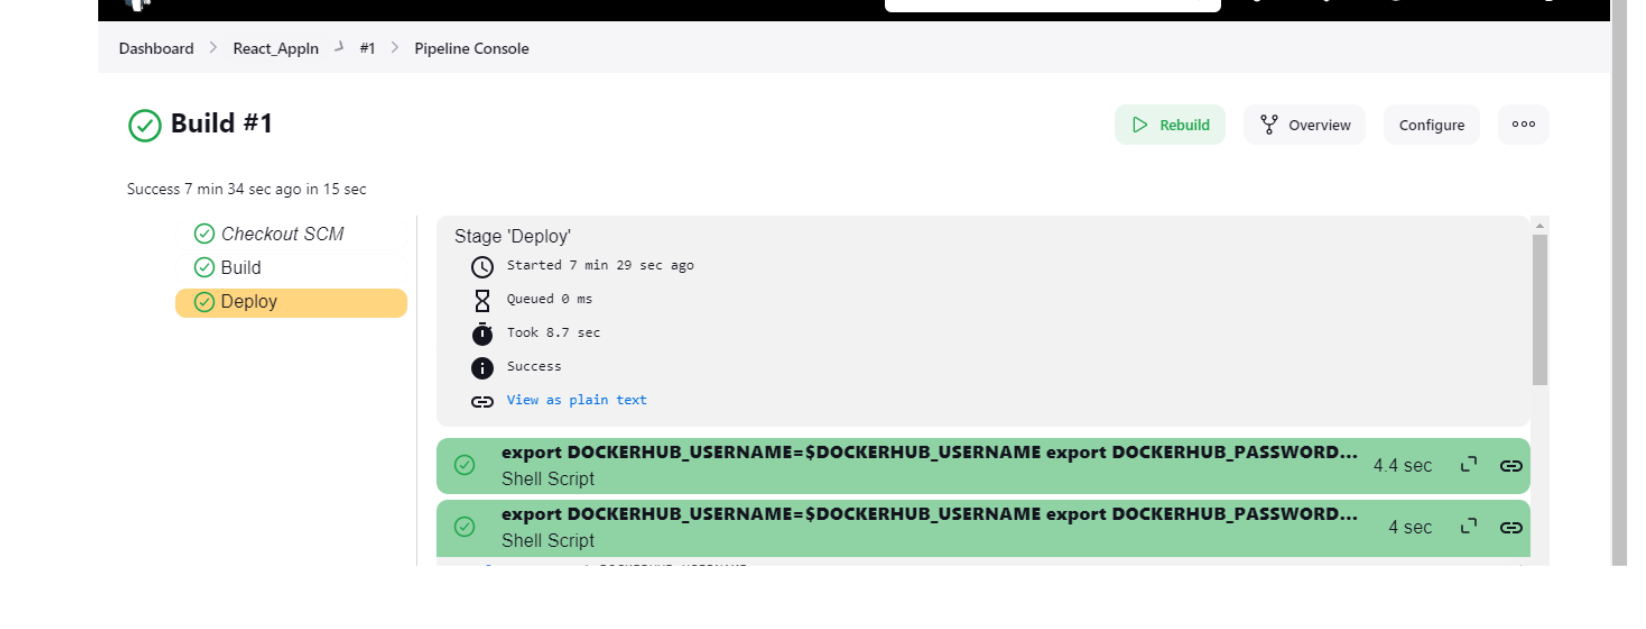 Dashboard > React_AppIn > #1 > Pipeline Console
Build #1
Rebuild
Overview
Configure
Success 7 min 34 sec ago in 15 sec
Checkout SCM
Build
Deploy
Stage 'Deploy'
Started 7 min 29 sec ago
Queued 0 ms
Took 8.7 sec
Success
View as plain text
export DOCKERHUB_USERNAME=$DOCKERHUB_USERNAME export DOCKERHUB_PASSWORD...
Shell Script
4.4 sec
export DOCKERHUB_USERNAME=$DOCKERHUB_USERNAME export DOCKERHUB_PASSWORD...
Shell Script
4 sec